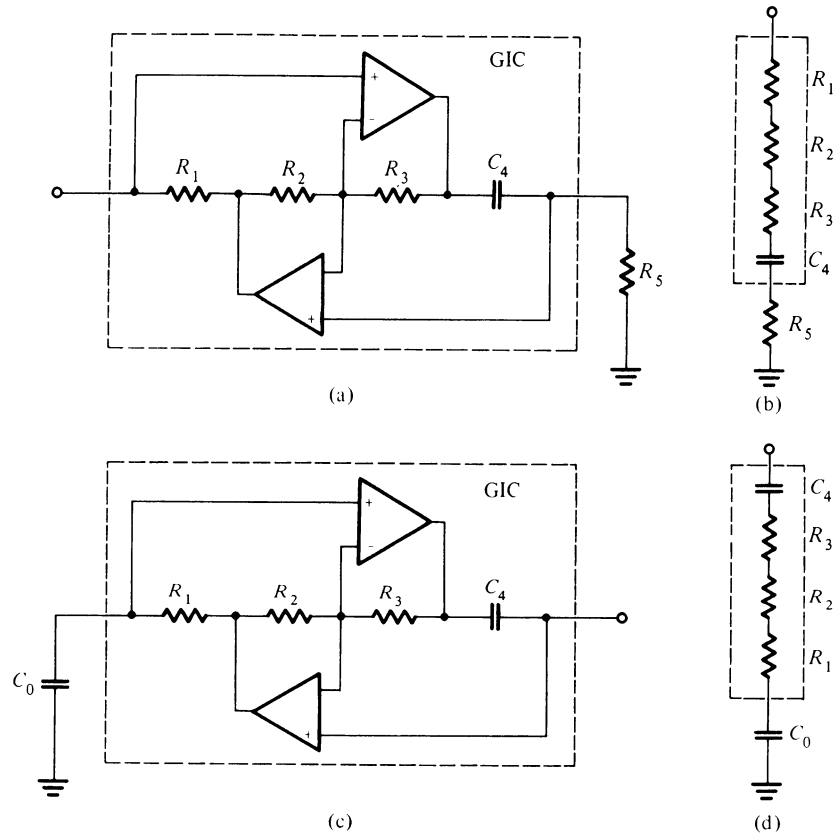 GIC
+
-
R1 R2 R3 C4
+
R5
(a)
R1
R2
R3
C4
R5
(b)
GIC
+
-
R1 R2 R3 C4
C0
+
(c)
C4
R3
R2
R1
C0
(d)